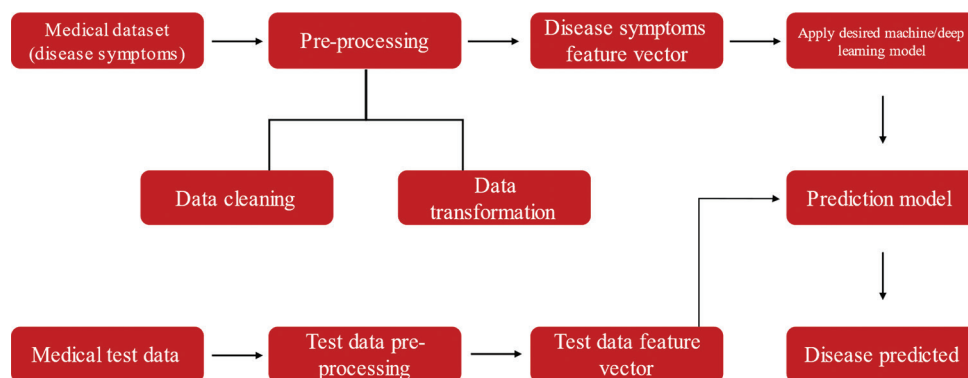 Medical dataset
(disease symptoms)
Pre-processing
Disease symptoms
feature vector
Apply desired machine/deep
learning model
Data cleaning
Data
transformation
Prediction model
Medical test data
Test data pre-
processing
Test data feature
vector
Disease predicted